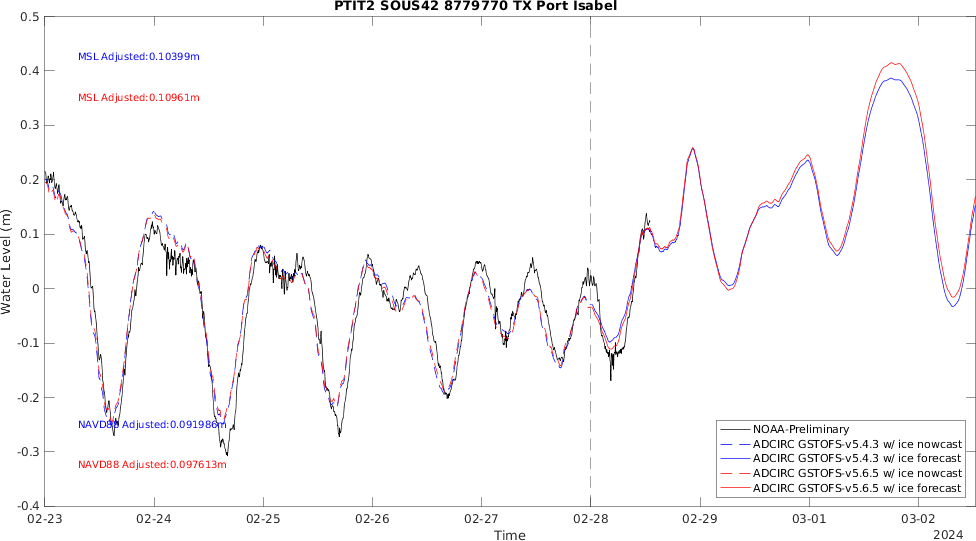 PTIT2 SOUS42 8779770 TX Port Isabel
0.5
MSL Adjusted:0.10399m
0.4
MSL Adjusted:0.10961m
0.3
0.2
0.1
0
-0.1
-0.2
NAVD88 Adjusted:0.091986m
-0.3
NAVD88 Adjusted:0.097613m
-0.4
Water Level (m)
NOAA-Preliminary
ADCIRC GSTOFS-v5.4.3 w/ ice nowcast
ADCIRC GSTOFS-v5.4.3 w/ ice forecast
ADCIRC GSTOFS-v5.6.5 w/ ice nowcast
ADCIRC GSTOFS-v5.6.5 w/ ice forecast
02-23 02-24 02-25 02-26 02-27 02-28 02-29 03-01 03-02
Time
2024